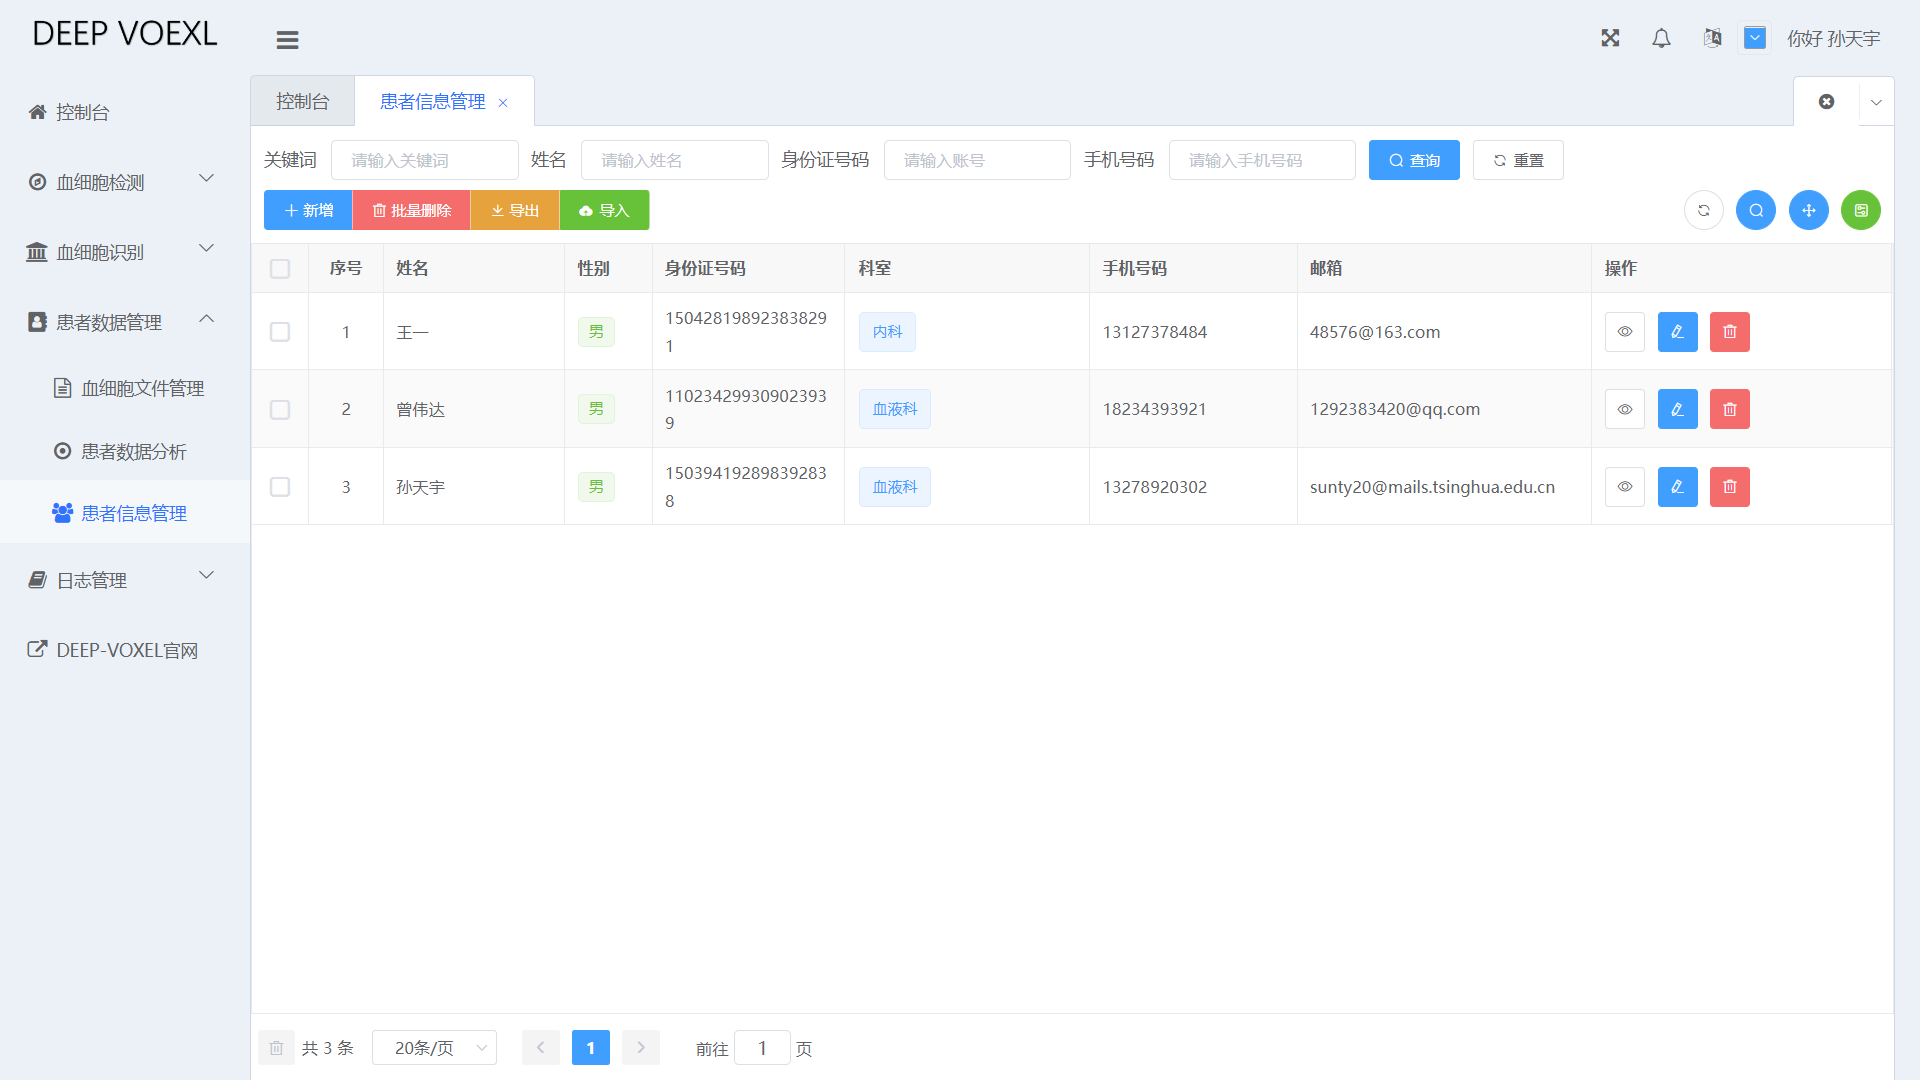 DEEP VOEXL
你好 孙天宇
控制台
血细胞检测
血细胞识别
患者数据管理
血细胞文件管理
患者数据分析
患者信息管理
日志管理
DEEP-VOXEL官网
控制台 患者信息管理
关键词 请输入关键词 姓名 请输入姓名 身份证号码 请输入账号 手机号码 请输入手机号码 查询 重置
新增 批量删除 导出 导入
序号 姓名 性别 身份证号码 科室 手机号码 邮箱 操作
1 王一 男 15042819892383829 内科 13127378484 48576@163.com
1
2 曾伟达 男 11023429930902393 血液科 18234393921 1292383420@qq.com
9
3 孙天宇 男 15039419289839283 血液科 13278920302 sunty20@mails.tsinghua.edu.cn
8
共 3 条 20条/页 1 前往 1 页